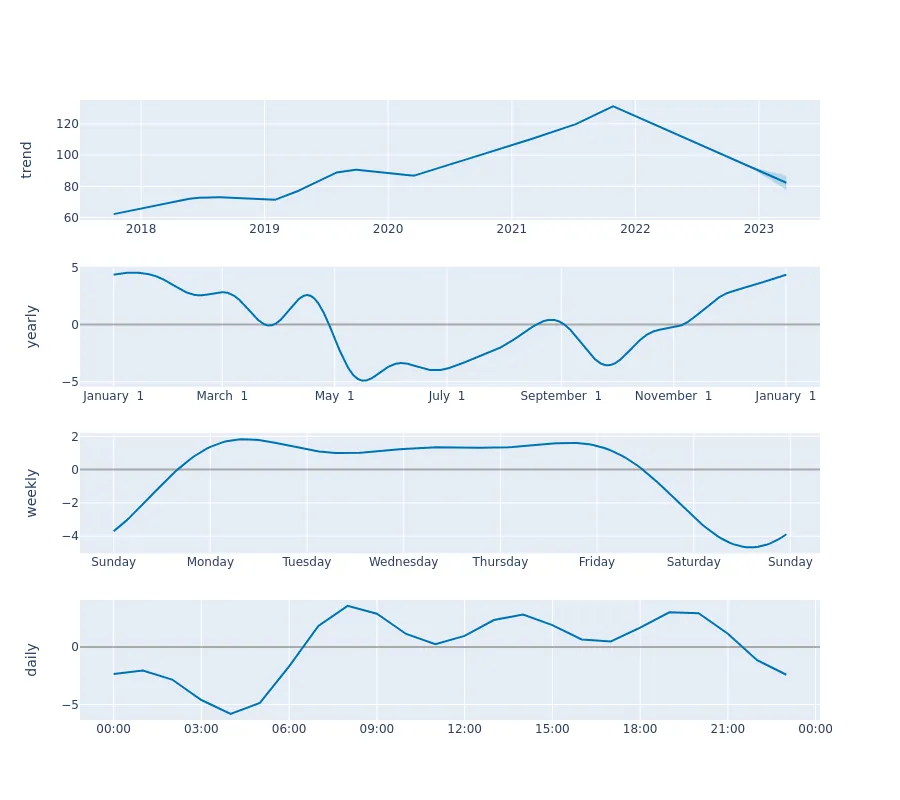 trend
120
100
80
60
2018 2019 2020 2021 2022 2023
yearly
5
0
−5
January 1 March 1 May 1 July 1 September 1 November 1 January 1
weekly
2
0
−2
−4
Sunday Monday Tuesday Wednesday Thursday Friday Saturday Sunday
daily
0
−5
00:00 03:00 06:00 09:00 12:00 15:00 18:00 21:00 00:00